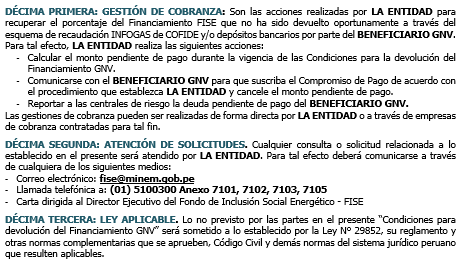 DÉCIMA PRIMERA: GESTIÓN DE COBRANZA: Son las acciones realizadas por LA ENTIDAD para
recuperar el porcentaje del Financiamiento FISE que no ha sido devuelto oportunamente a través del
esquema de recaudación INFOGAS de COFIDE y/o depósitos bancarios por parte del BENEFICIARIO GNV.
Para tal efecto, LA ENTIDAD realiza las siguientes acciones:
- Calcular el monto pendiente de pago durante la vigencia de las Condiciones para la devolución del
Financiamiento GNV.
- Comunicarse con el BENEFICIARIO GNV para que suscriba el Compromiso de Pago de acuerdo con
el procedimiento que establezca LA ENTIDAD y cancele el monto pendiente de pago.
- Reportar a las centrales de riesgo la deuda pendiente de pago del BENEFICIARIO GNV.
Las gestiones de cobranza pueden ser realizadas de forma directa por LA ENTIDAD o a través de empresas
de cobranza contratadas para tal fin.
DÉCIMA SEGUNDA: ATENCIÓN DE SOLICITUDES. Cualquier consulta o solicitud relacionada a lo
establecido en el presente será atendido por LA ENTIDAD. Para tal efecto deberá comunicarse a través
de cualquiera de los siguientes medios:
- Correo electrónico: fise@minem.gob.pe
- Llamada telefónica a: (01) 5100300 Anexo 7101, 7102, 7103, 7105
- Carta dirigida al Director Ejecutivo del Fondo de Inclusión Social Energético - FISE
DÉCIMA TERCERA: LEY APLICABLE. Lo no previsto por las partes en el presente “Condiciones para
devolución del Financiamiento GNV” será sometido a lo establecido por la Ley Nº 29852, su reglamento y
otras normas complementarias que se aprueben, Código Civil y demás normas del sistema jurídico peruano
que resulten aplicables.